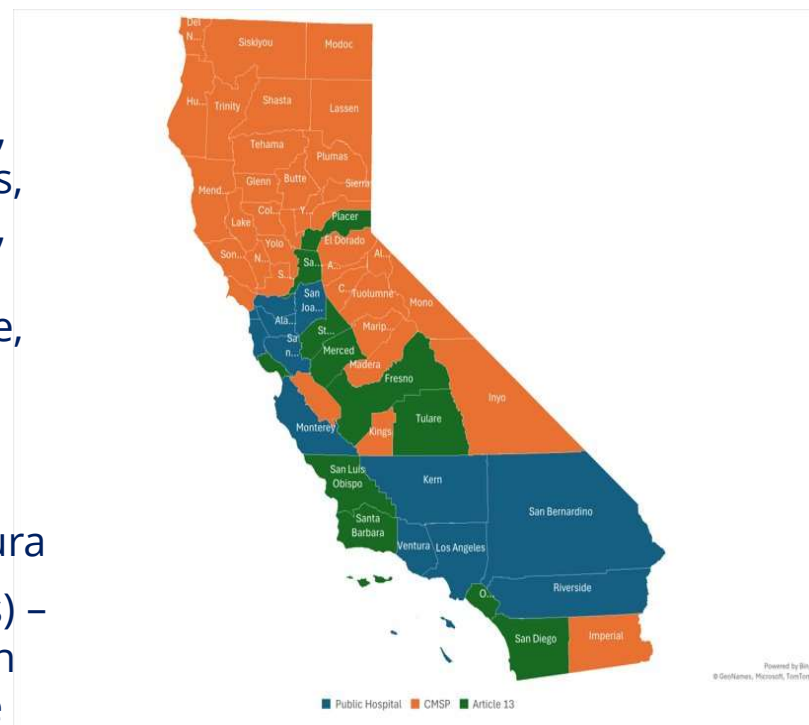 ,
s,
,
e,
ura
s) –
n
e
Del
N...
Siskiyou
Modoc
Hu...
Trinity
Shasta
Lassen
Tehama
Plumas
Glenn
Butte
Mend...
Sierra
Col...
Y...
Placer
Lake
Yolo
El Dorado
Son...
N...
Sa...
A...
Al...
S...
C...
Tuolumne
San
Joa...
Mono
Ala...
St...
Marip...
Sa
n...
Merced
Madera
Fresno
Inyo
Monterey
Kings
Tulare
San Luis
Obispo
Kern
San Bernardino
Santa
Barbara
Ventura
Los Angeles
O...
Riverside
San Diego
Imperial
Powered by Bin
© GeoNames, Microsoft, TomTom
Public Hospital
CMSP
Article 13